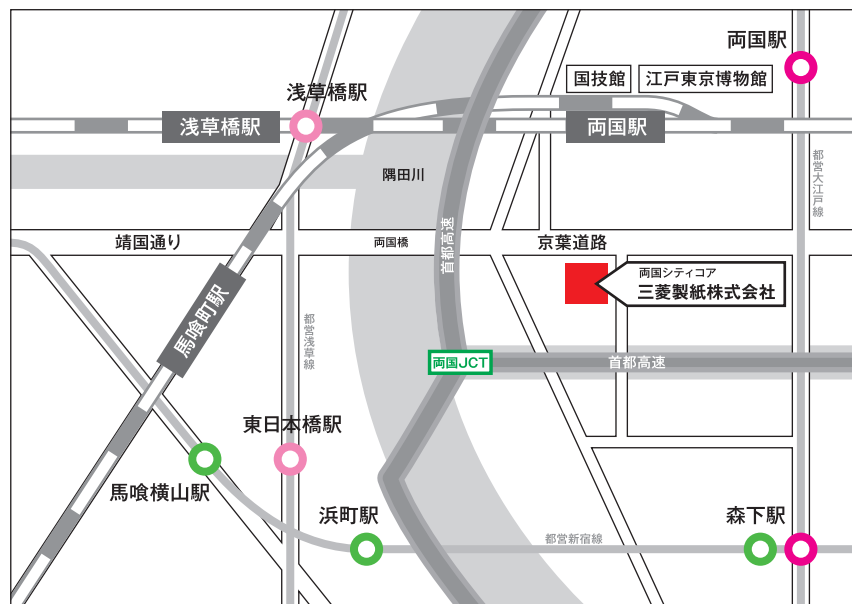 両国駅
国技館
江戸東京博物館
浅草橋駅
浅草橋駅
両国駅
隅田川
都営大江戸線
靖国通り
両国橋
首都高速
京葉道路
両国シティコア
三菱製紙株式会社
馬喰町駅
都営浅草線
両国JCT
首都高速
東日本橋駅
馬喰横山駅
浜町駅
都営新宿線
森下駅